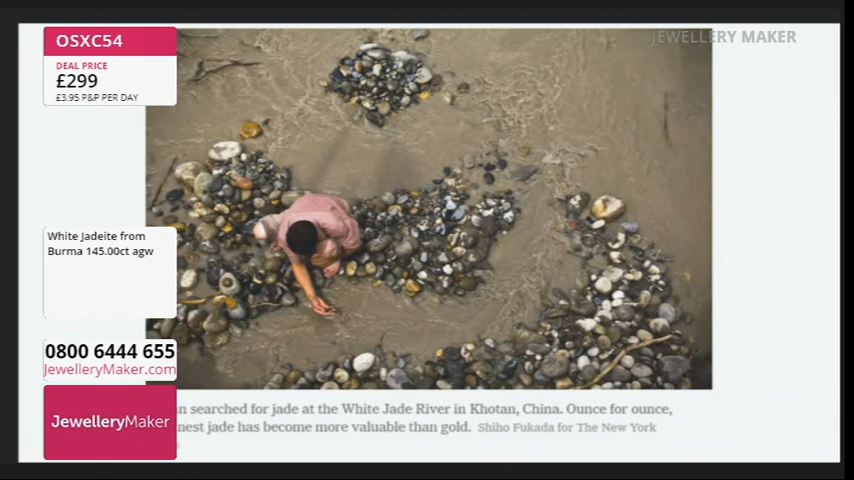 OSXC54
DEAL PRICE
£299
£3.95 P&P PER DAY
JEWELLERY MAKER
White Jadeite from
Burma 145.00ct agw
0800 6444 655
JewelleryMaker.com
JewelleryMaker
searched for jade at the White Jade River in Khotan, China. Ounce for ounce,
jade has become more valuable than gold. Shiho Fukada for The New York